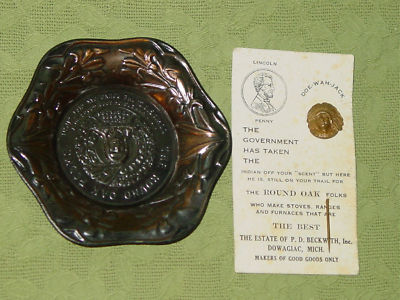 LINCOLN
DOE-WAH-JACK
PENNY
THE
GOVERNMENT
HAS TAKEN
THE
INDIAN OFF YOUR "SCENT" BUT HERE
HE IS, STILL ON YOUR TRAIL FOR
THE ROUND OAK FOLKS
WHO MAKE STOVES, RANGES
AND FURNACES THAT ARE
THE BEST
THE ESTATE OF P. D. BECKWITH, Inc.
DOWAGIAC, MICH.
MAKERS OF GOOD GOODS ONLY